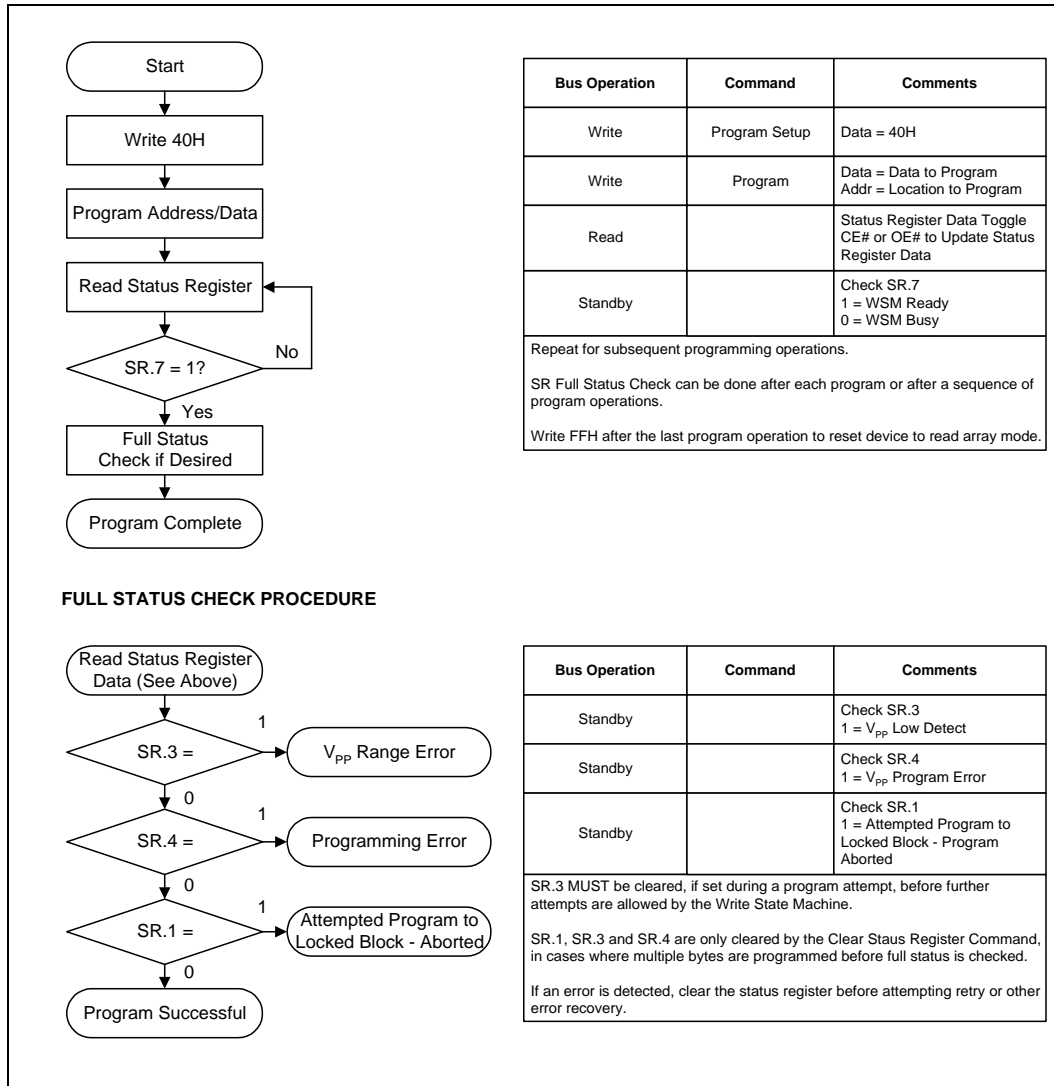 Start
Write 40H
Program Address/Data
Read Status Register
No
SR.7 = 1?
Yes
Full Status
Check if Desired
Program Complete
Bus Operation Command Comments
Write Program Setup Data = 40H
Write Program Data = Data to Program
Addr = Location to Program
Read Status Register Data Toggle
CE# or OE# to Update Status
Register Data
Standby Check SR.7
1 = WSM Ready
0 = WSM Busy
Repeat for subsequent programming operations.
SR Full Status Check can be done after each program or after a sequence of
program operations.
Write FFH after the last program operation to reset device to read array mode.
FULL STATUS CHECK PROCEDURE
Read Status Register
Data (See Above)
1
SR.3 =
VPP Range Error
0
1
SR.4 =
Programming Error
0
1
SR.1 =
Attempted Program to
Locked Block - Aborted
0
Program Successful
Bus Operation Command Comments
Standby Check SR.3
1 = VPP Low Detect
Standby Check SR.4
1 = VPP Program Error
Standby Check SR.1
1 = Attempted Program to
Locked Block - Program
Aborted
SR.3 MUST be cleared, if set during a program attempt, before further
attempts are allowed by the Write State Machine.
SR.1, SR.3 and SR.4 are only cleared by the Clear Staus Register Command,
in cases where multiple bytes are programmed before full status is checked.
If an error is detected, clear the status register before attempting retry or other
error recovery.